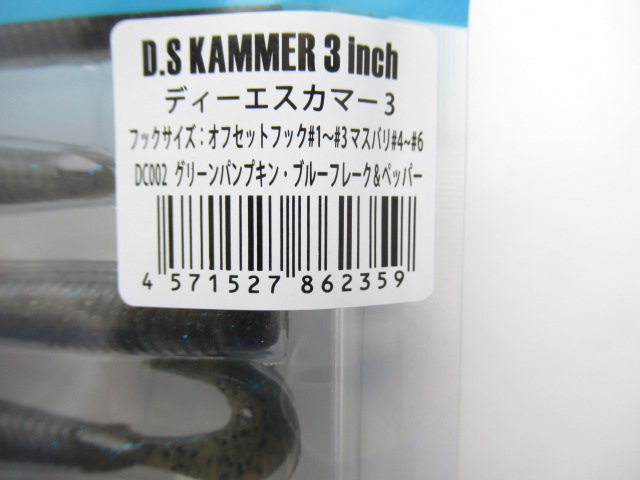 D.S KAMMER 3 inch
ディーエスカマー3
フックサイズ：オフセットフック#1〜#3マスバリ#4~#6
DC002 グリーンパンプキン・ブルーフレーク&ペッパー
4 571527 862359